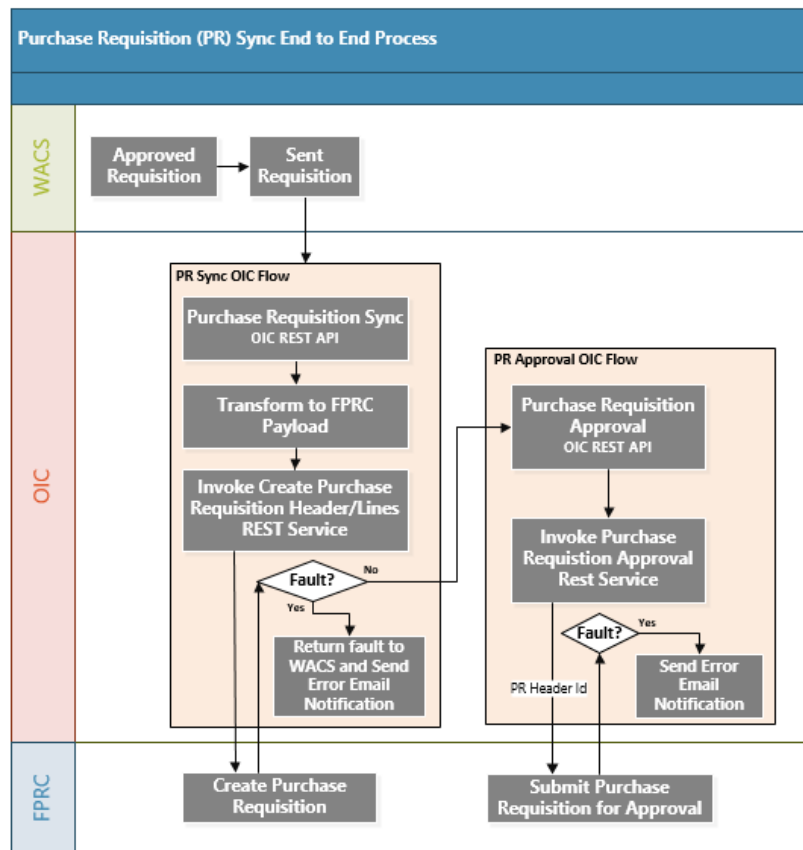 Purchase Requisition (PR) Sync End to End Process
WACS
Approved
Requisition
Sent
Requisition
OIC
PR Sync OIC Flow
Purchase Requisition Sync
OIC REST API
Transform to FPRC
Payload
Invoke Create Purchase
Requisition Header/Lines
REST Service
Fault?
No
Yes
Return fault to
WACS and Send
Error Email
Notification
PR Approval OIC Flow
Purchase Requisition
Approval
OIC REST API
Invoke Purchase
Requistion Approval
Rest Service
Fault?
Yes
Send Error
Email
Notification
PR Header Id
FPRC
Create Purchase
Requisition
Submit Purchase
Requisition for Approval